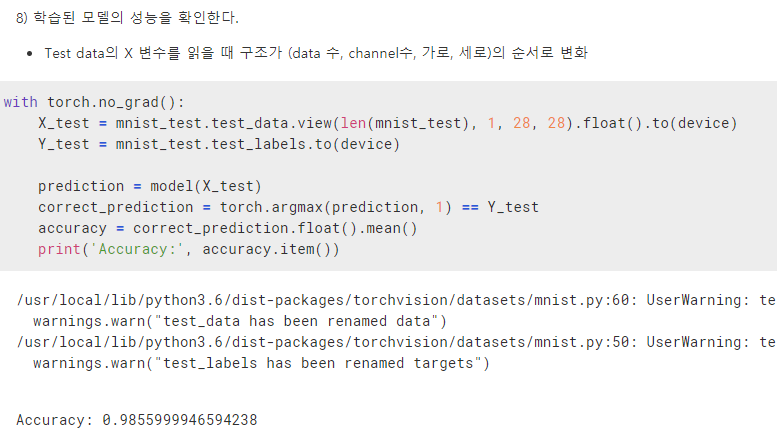 8) 학습된 모델의 성능을 확인한다.
• Test data의 X 변수를 읽을 때 구조가 (data 수, channel수, 가로, 세로)의 순서로 변화
with torch.no_grad():
    X_test = mnist_test.test_data.view(len(mnist_test), 1, 28, 28).float().to(device)
    Y_test = mnist_test.test_labels.to(device)
    prediction = model(X_test)
    correct_prediction = torch.argmax(prediction, 1) == Y_test
    accuracy = correct_prediction.float().mean()
    print('Accuracy:', accuracy.item())
/usr/local/lib/python3.6/dist-packages/torchvision/datasets/mnist.py:60: UserWarning: te
  warnings.warn("test_data has been renamed data")
/usr/local/lib/python3.6/dist-packages/torchvision/datasets/mnist.py:50: UserWarning: te
  warnings.warn("test_labels has been renamed targets")
Accuracy: 0.9855999946594238